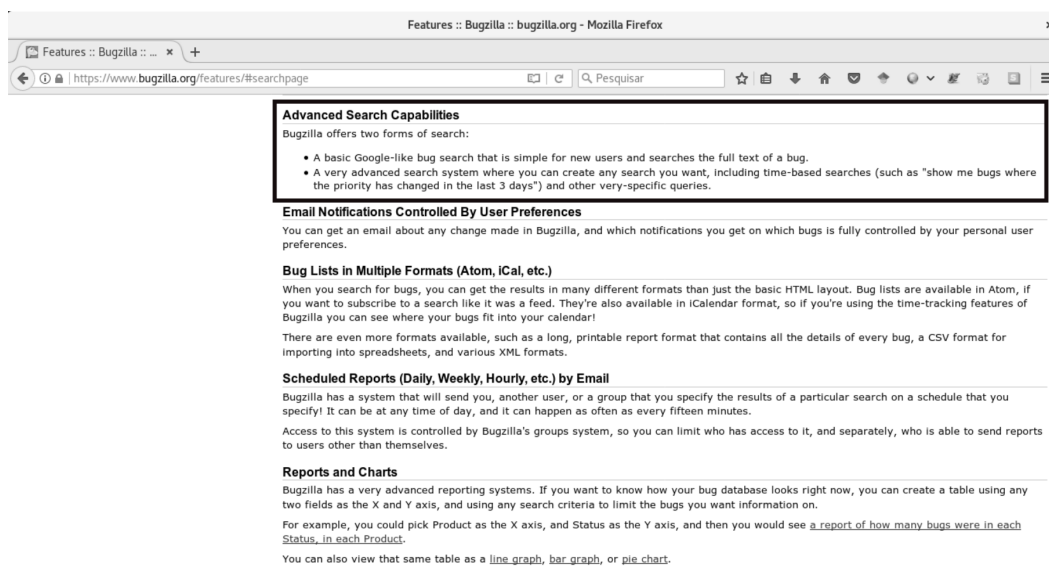 Features :: Bugzilla :: bugzilla.org - Mozilla Firefox
Features :: Bugzilla :: ...
https://www.bugzilla.org/features/#searchpage
Pesquisar
Advanced Search Capabilities
Bugzilla offers two forms of search:
• A basic Google-like bug search that is simple for new users and searches the full text of a bug.
• A very advanced search system where you can create any search you want, including time-based searches (such as "show me bugs where
the priority has changed in the last 3 days") and other very-specific queries.
Email Notifications Controlled By User Preferences
You can get an email about any change made in Bugzilla, and which notifications you get on which bugs is fully controlled by your personal user
preferences.
Bug Lists in Multiple Formats (Atom, iCal, etc.)
When you search for bugs, you can get the results in many different formats than just the basic HTML layout. Bug lists are available in Atom, if
you want to subscribe to a search like it was a feed. They're also available in iCalendar format, so if you're using the time-tracking features of
Bugzilla you can see where your bugs fit into your calendar!
There are even more formats available, such as a long, printable report format that contains all the details of every bug, a CSV format for
importing into spreadsheets, and various XML formats.
Scheduled Reports (Daily, Weekly, Hourly, etc.) by Email
Bugzilla has a system that will send you, another user, or a group that you specify the results of a particular search on a schedule that you
specify! It can be at any time of day, and it can happen as often as every fifteen minutes.
Access to this system is controlled by Bugzilla's groups system, so you can limit who has access to it, and separately, who is able to send reports
to users other than themselves.
Reports and Charts
Bugzilla has a very advanced reporting systems. If you want to know how your bug database looks right now, you can create a table using any
two fields as the X and Y axis, and using any search criteria to limit the bugs you want information on.
For example, you could pick Product as the X axis, and Status as the Y axis, and then you would see a report of how many bugs were in each
Status, in each Product.
You can also view that same table as a line graph, bar graph, or pie chart.